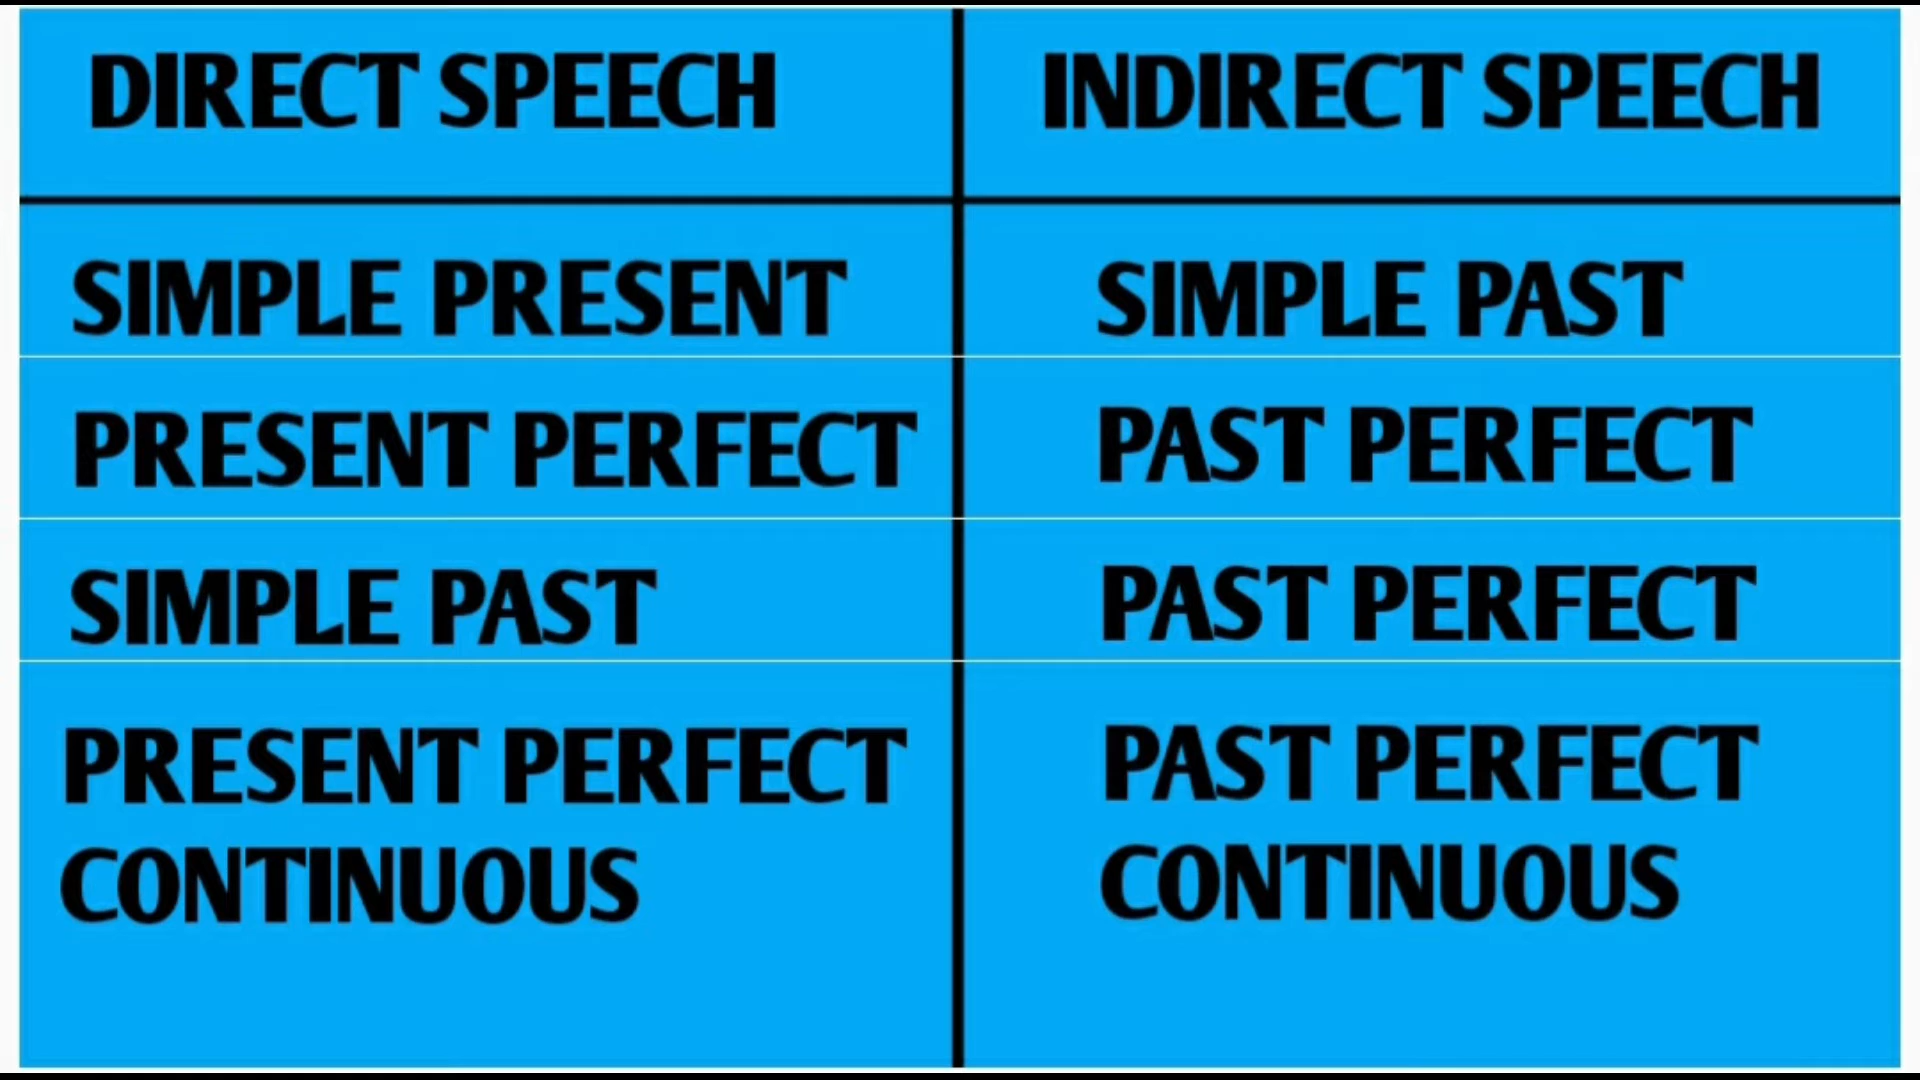 DIRECT SPEECH
INDIRECT SPEECH
SIMPLE PRESENT
SIMPLE PAST
PRESENT PERFECT
PAST PERFECT
SIMPLE PAST
PAST PERFECT
PRESENT PERFECT
CONTINUOUS
PAST PERFECT
CONTINUOUS